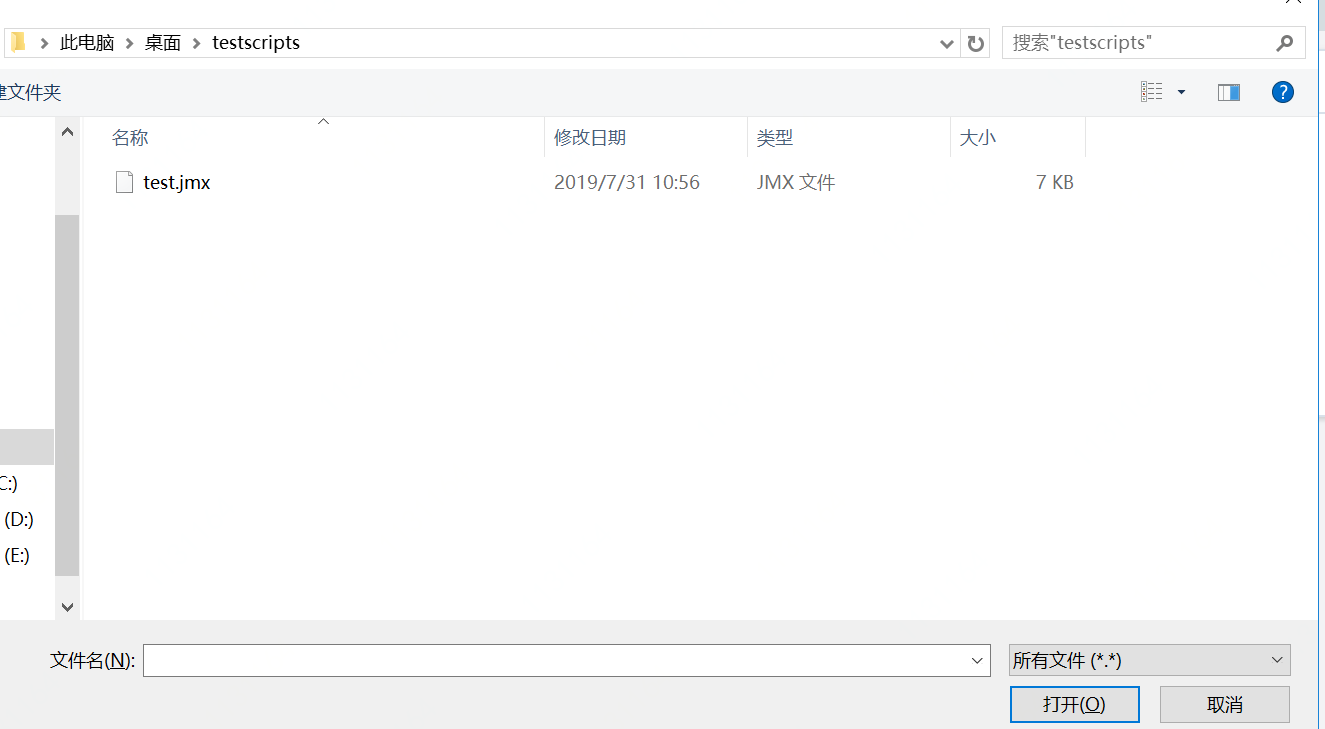 此电脑 桌面 testscripts 搜索"testscripts"
建文件夹 ?
名称 修改日期 类型 大小
test.jmx 2019/7/31 10:56 JMX 文件 7 KB
C:)
(D:)
(E:)
文件名(N): 所有文件 (*.*)
打开(O) 取消